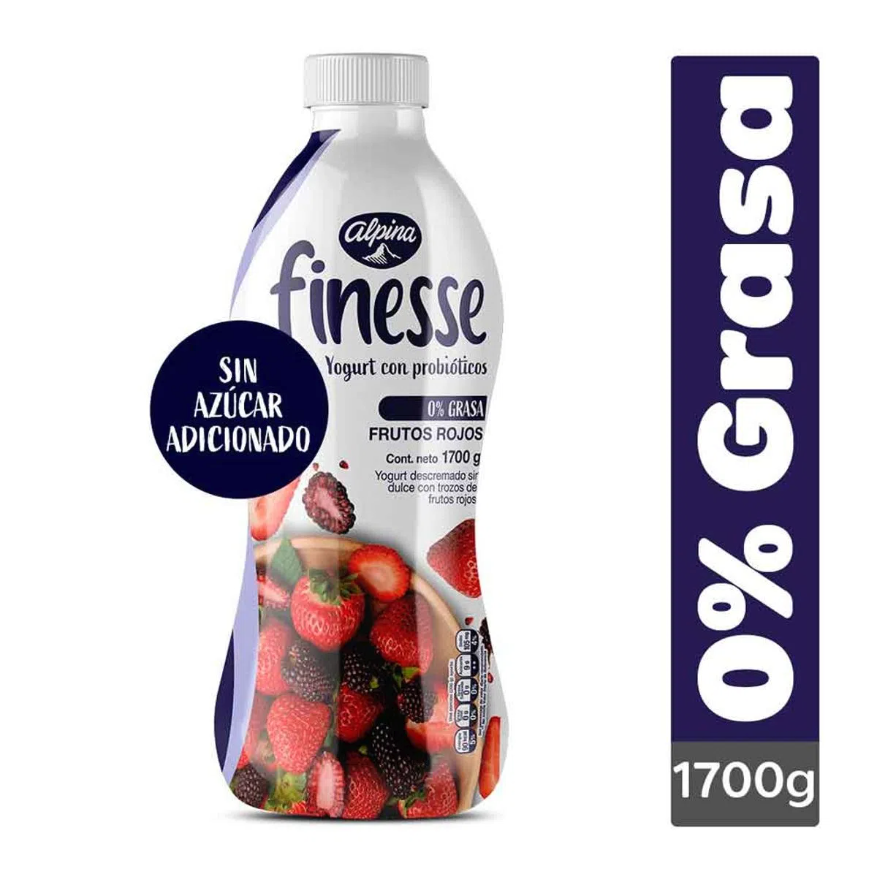 alpina
finesse
Yogurt con probióticos
0% GRASA
FRUTOS ROJOS
Cont. neto 1700 g
Yogurt descremado sin
dulce con trozos de
frutos rojos
SIN
AZÚCAR
ADICIONADO
0% Grasa
1700g